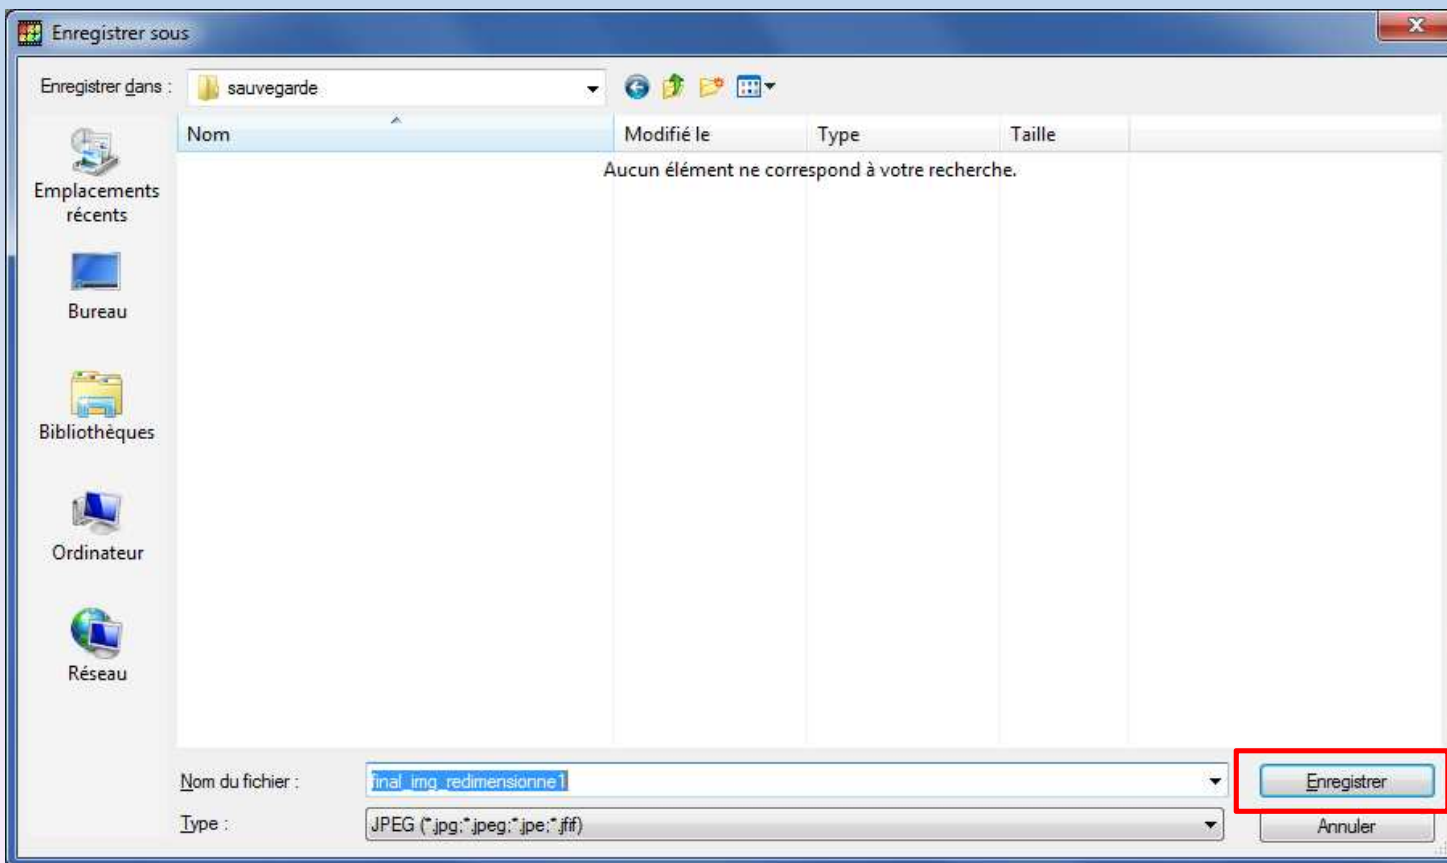 Enregistrer sous
Enregistrer dans :
sauvegarde
Nom
Modifié le
Type
Taille
Aucun élément ne correspond à votre recherche.
Emplacements
récents
Bureau
Bibliothèques
Ordinateur
Réseau
Nom du fichier :
final_img_redimensionne1
Enregistrer
Type :
JPEG (*.jpg;*.jpeg;*.jpe;*.jfif)
Annuler